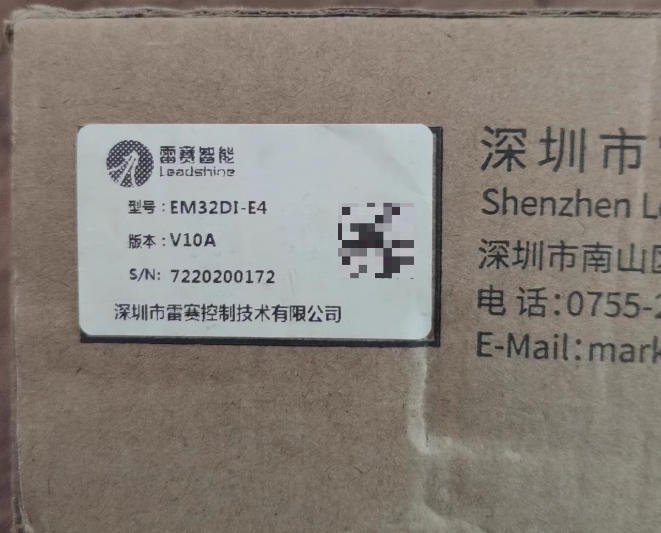 雷赛智能
Leadshine
型号：EM32DI-E4
版本：V10A
S/N: 7220200172
深圳市雷赛控制技术有限公司
深圳市
Shenzhen
深圳市南山区
电话：0755-2
E-Mail：mark